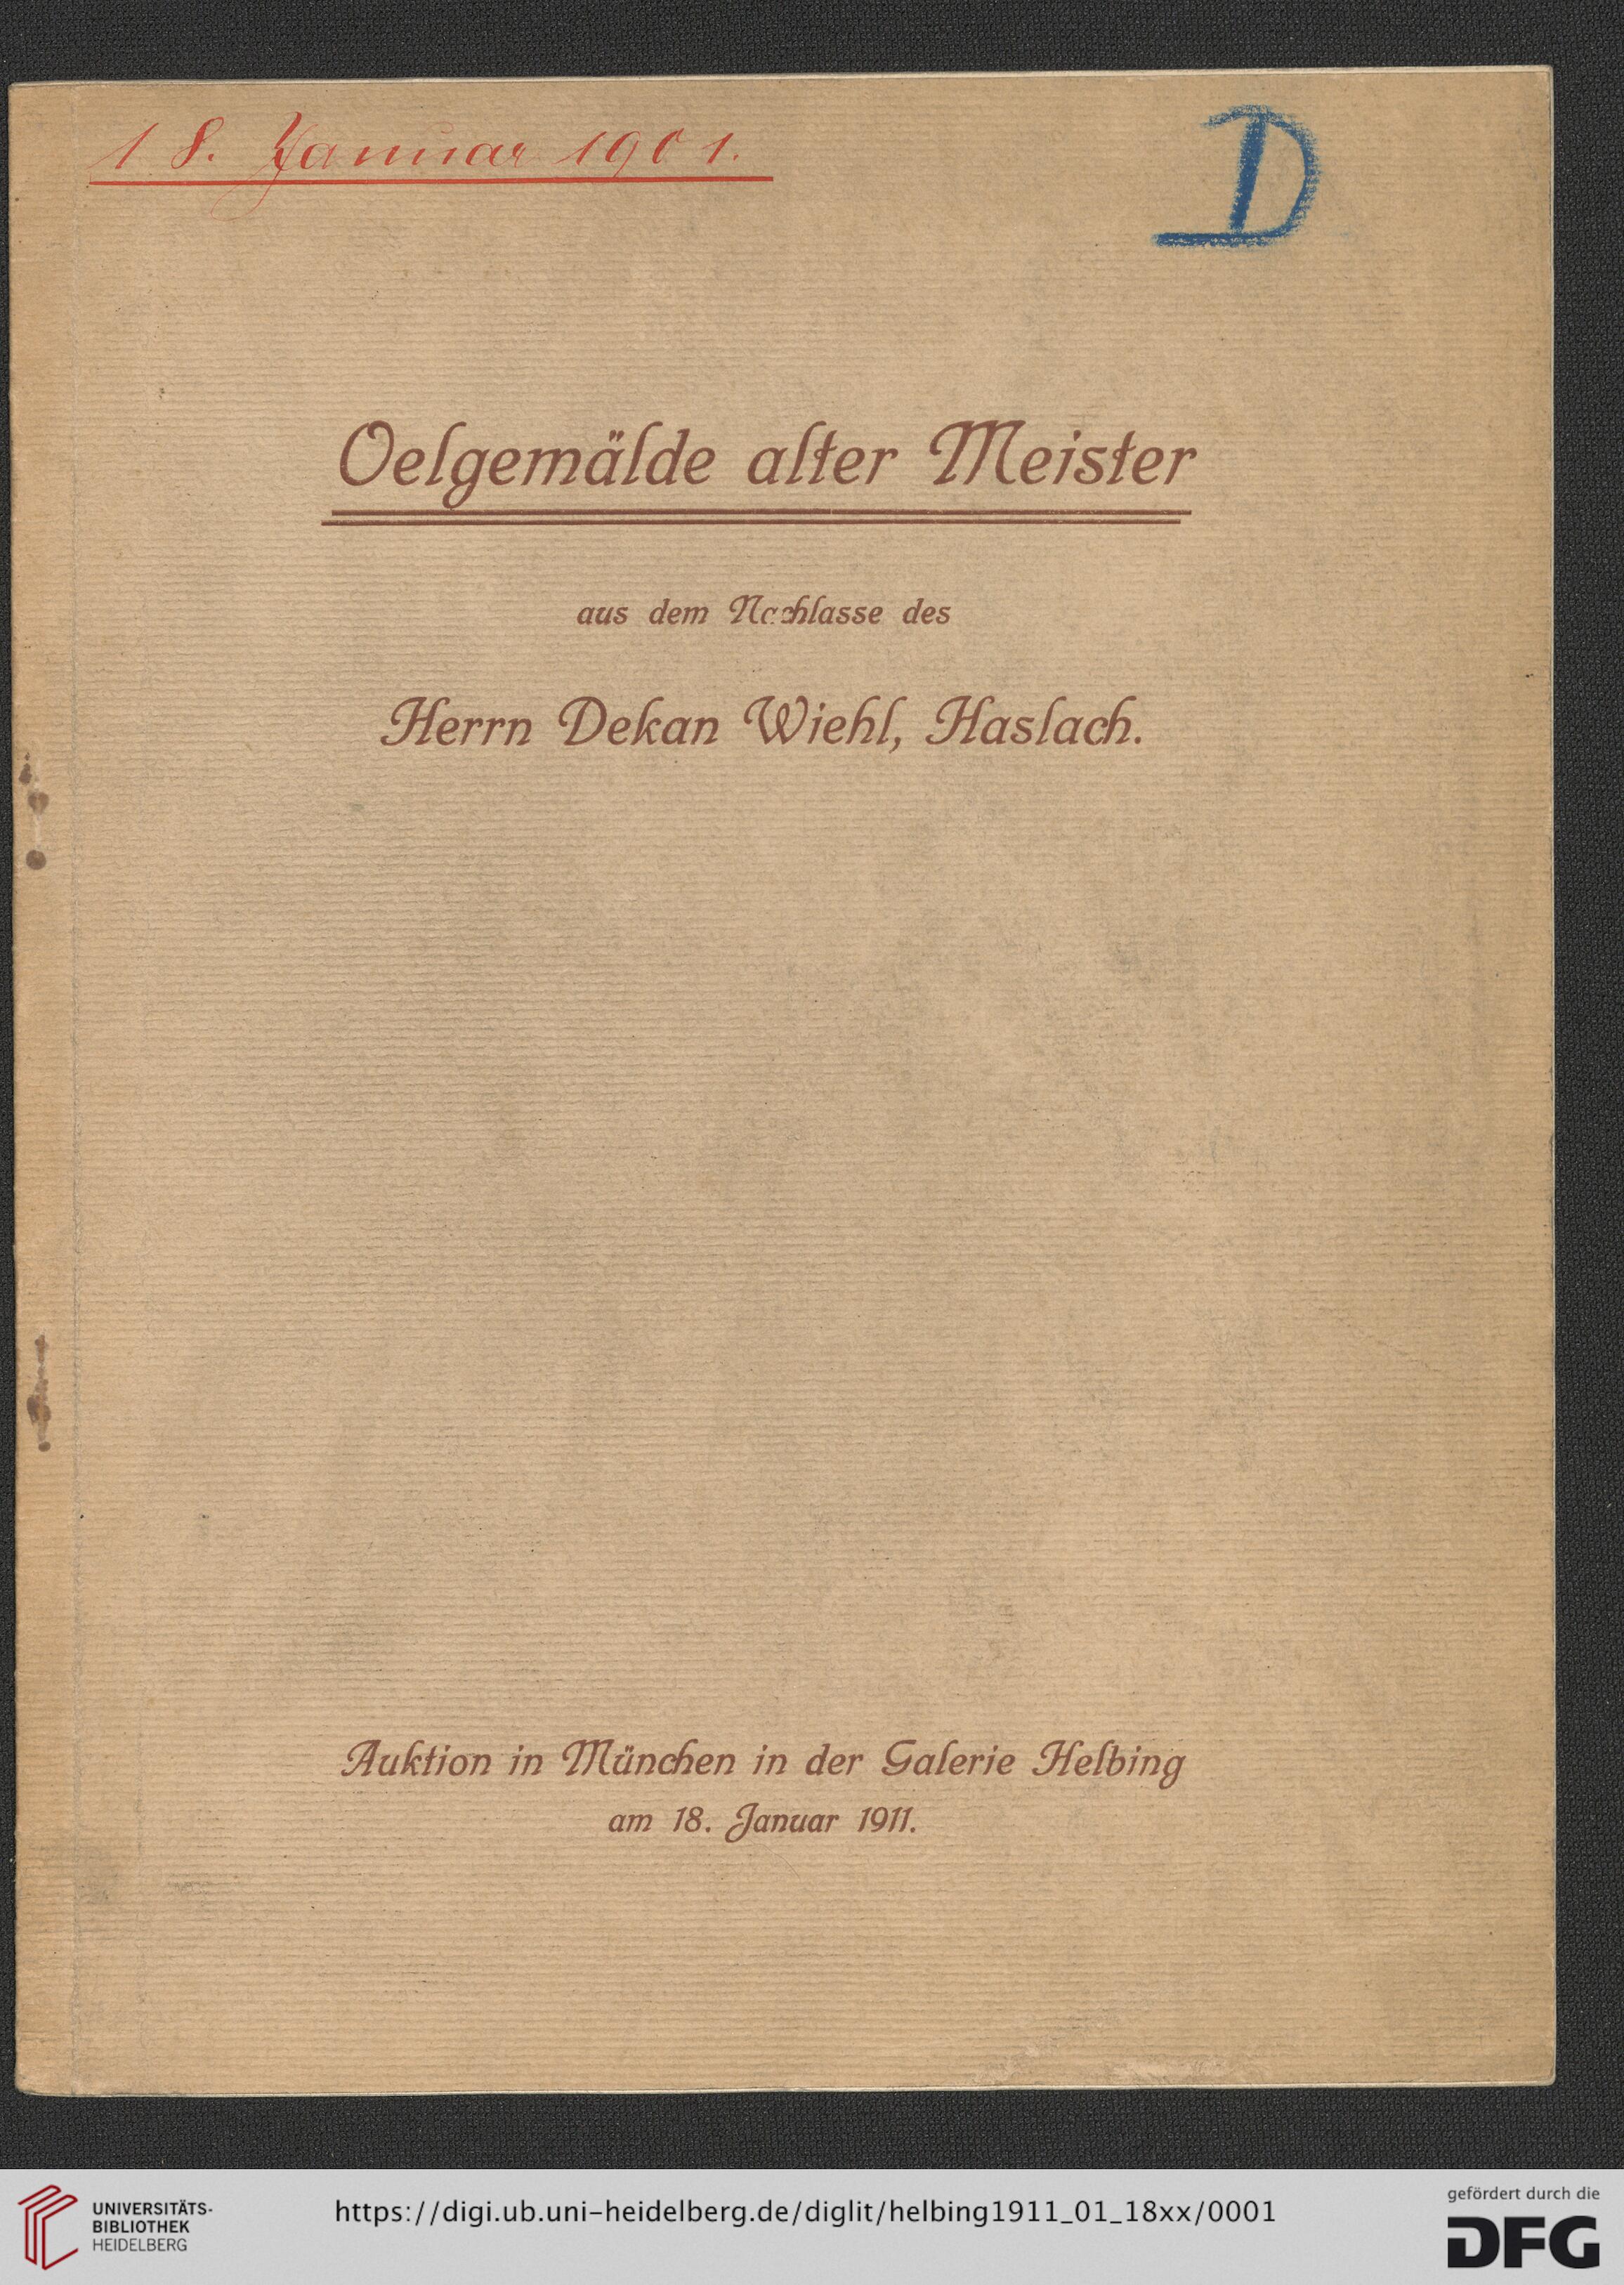 18. Januar 1901.
D
Oelgemälde alter Meister
aus dem Nachlasse des
Herrn Dekan Wiehl, Haslach.
Auktion in München in der Galerie Helbing
am 18. Januar 1911.
UNIVERSITÄTS-
BIBLIOTHEK
HEIDELBERG
https://digi.ub.uni-heidelberg.de/diglit/helbing1911_01_18xx/0001
gefördert durch die
DFG